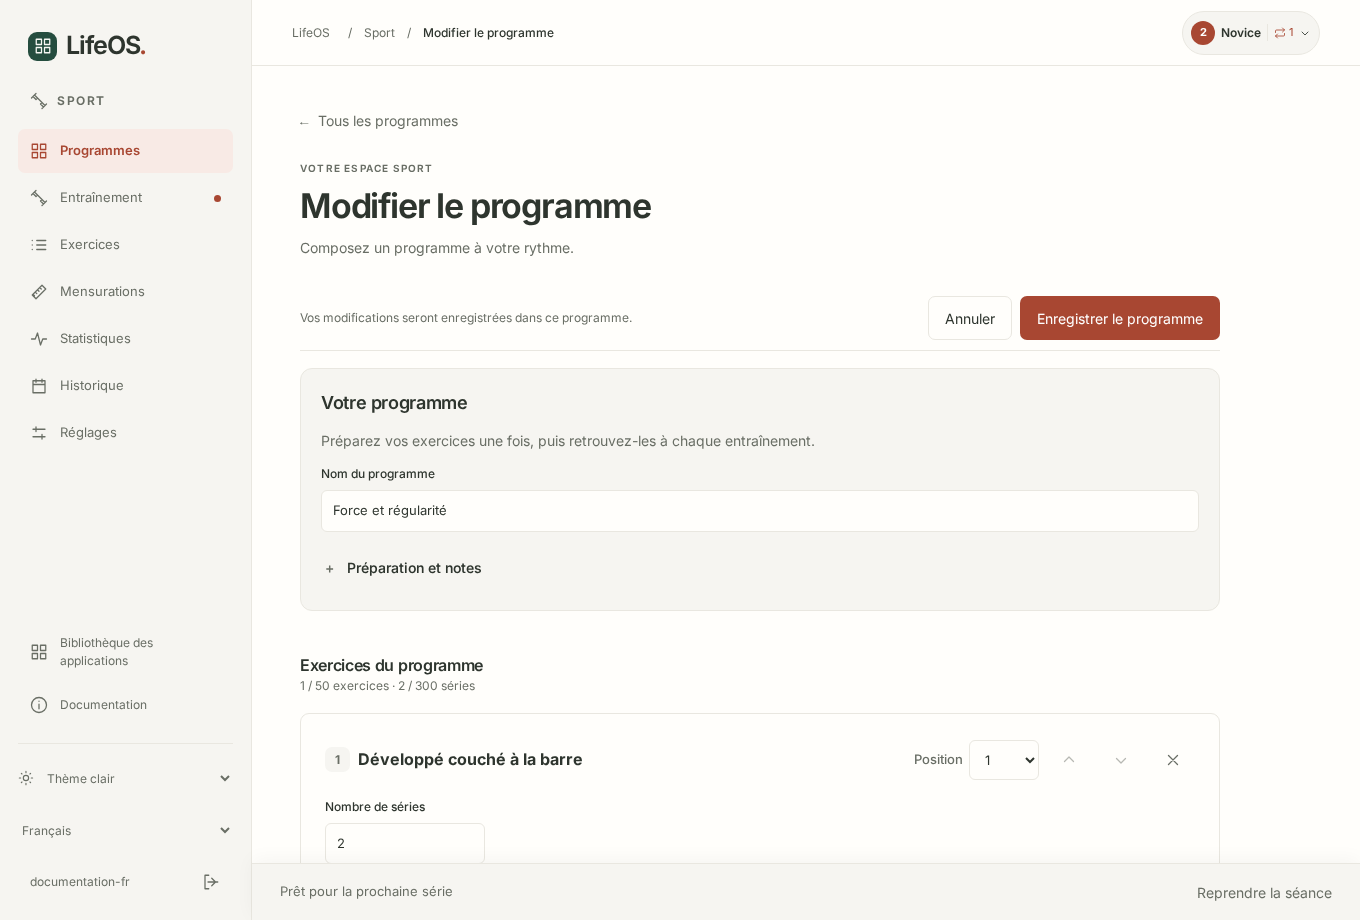 LifeOS.
SPORT
Programmes
Entraînement
Exercices
Mensurations
Statistiques
Historique
Réglages
Bibliothèque des
applications
Documentation
Thème clair
Français
documentation-fr
LifeOS / Sport / Modifier le programme
2 Novice 1
← Tous les programmes
VOTRE ESPACE SPORT
Modifier le programme
Composez un programme à votre rythme.
Vos modifications seront enregistrées dans ce programme.
Annuler
Enregistrer le programme
Votre programme
Préparez vos exercices une fois, puis retrouvez-les à chaque entraînement.
Nom du programme
Force et régularité
+ Préparation et notes
Exercices du programme
1 / 50 exercices · 2 / 300 séries
1 Développé couché à la barre
Position 1
Nombre de séries
2
Prêt pour la prochaine série
Reprendre la séance